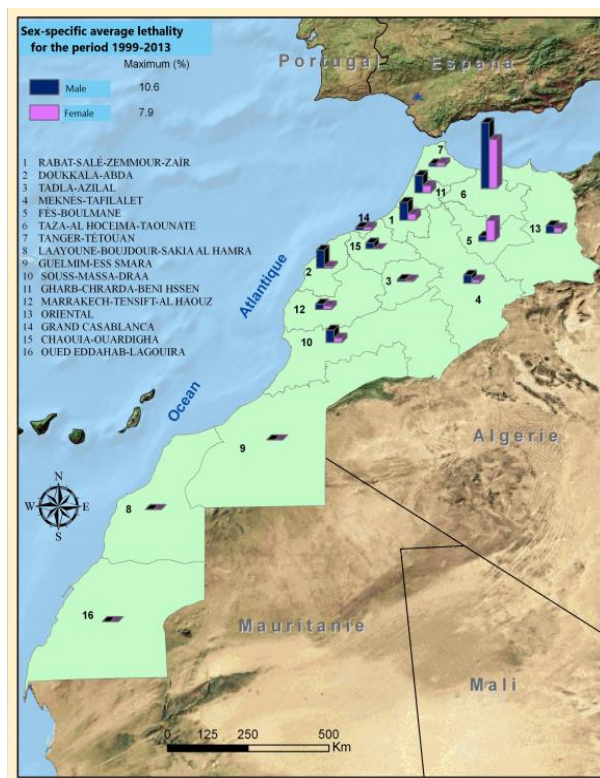 Sex-specific average lethality
for the period 1999-2013
Maximum (%)
Male 10.6
Female 7.9
1 RABAT-SALÉ-ZEMMOUR-ZAÏR
2 DOUKKALA-ABDA
3 TADLA-AZILAL
4 MEKNÈS-TAFILALET
5 FÈS-BOULMANE
6 TAZA-AL HOCEIMA-TAOUNATE
7 TANGER-TÉTOUAN
8 LAAYOUNE-BOUJDOUR-SAKIA AL HAMRA
9 GUELMIM-ESS SMARA
10 SOUSS-MASSA-DRAA
11 GHARB-CHRARDA-BENI HSSEN
12 MARRAKECH-TENSIFT-AL HAOUZ
13 ORIENTAL
14 GRAND CASABLANCA
15 CHAOUIA-OUARDIGHA
16 OUED EDDAHAB-LAGOUIRA
Portugal
Espana
7
11
6
14
1
13
15
5
2
3
4
12
10
Atlantique
Ocean
Algerie
9
N
W E
S
8
16
Mauritanie
Mali
0 125 250 500
Km